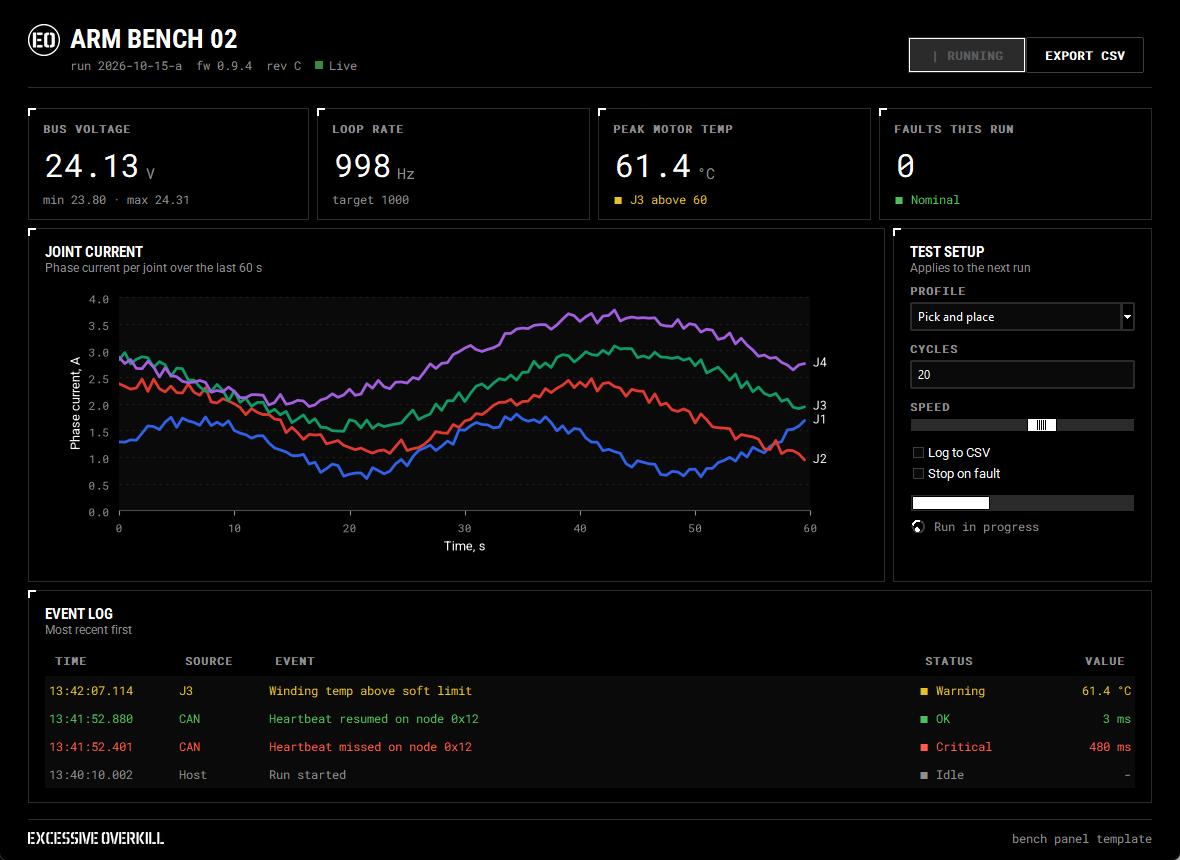 EO ARM BENCH 02
run 2026-10-15-a fw 0.9.4 rev C Live
| RUNNING
EXPORT CSV
BUS VOLTAGE
24.13 V
min 23.80 · max 24.31
LOOP RATE
998 Hz
target 1000
PEAK MOTOR TEMP
61.4 °C
J3 above 60
FAULTS THIS RUN
0
Nominal
JOINT CURRENT
Phase current per joint over the last 60 s
Phase current, A
4.0
3.5
3.0
2.5
2.0
1.5
1.0
0.5
0.0
J4
J3
J1
J2
0 10 20 30 40 50 60
Time, s
TEST SETUP
Applies to the next run
PROFILE
Pick and place
CYCLES
20
SPEED
Log to CSV
Stop on fault
Run in progress
EVENT LOG
Most recent first
TIME SOURCE EVENT STATUS VALUE
13:42:07.114 J3 Winding temp above soft limit Warning 61.4 °C
13:41:52.880 CAN Heartbeat resumed on node 0x12 OK 3 ms
13:41:52.401 CAN Heartbeat missed on node 0x12 Critical 480 ms
13:40:10.002 Host Run started Idle –
EXCESSIVE OVERKILL
bench panel template